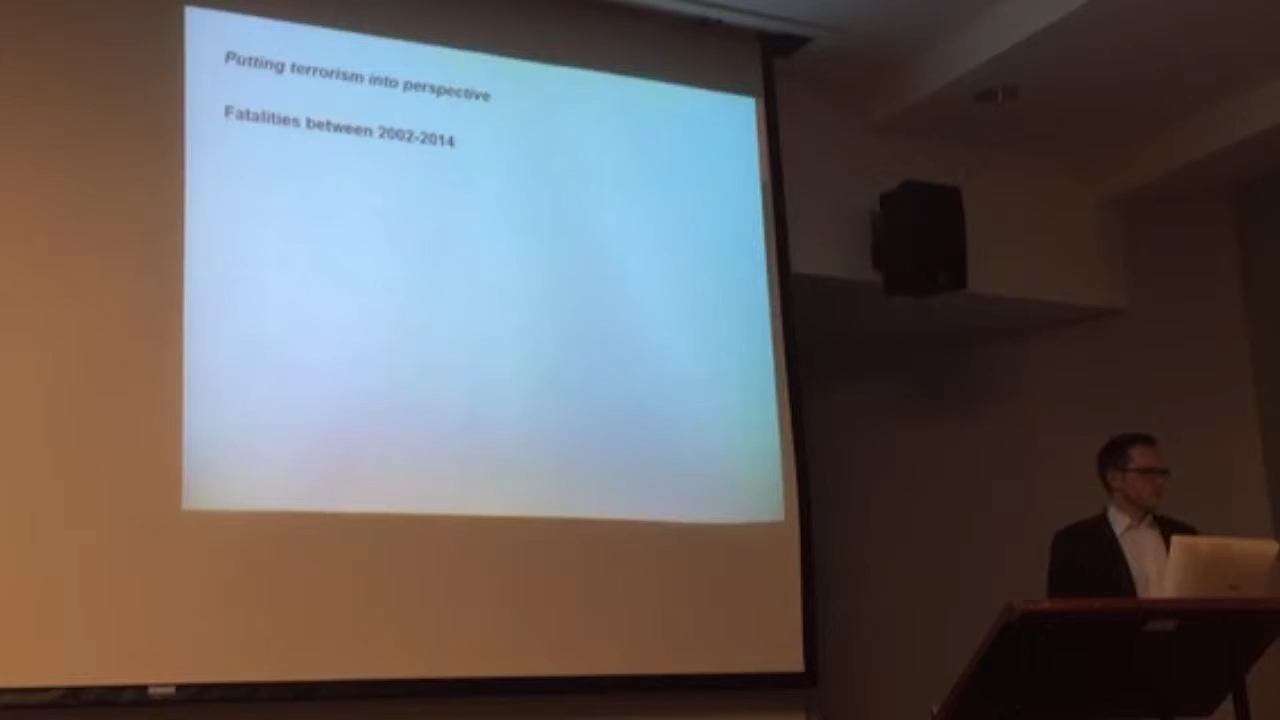 Putting terrorism into perspective
Fatalities between 2002-2014